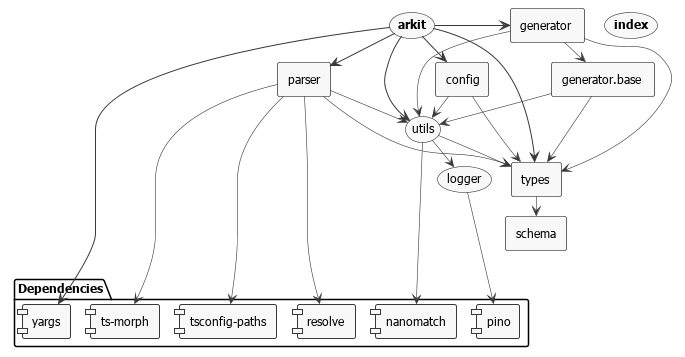 arkit
generator
index
parser
config
generator.base
utils
logger
types
schema
Dependencies
yargs
ts-morph
tsconfig-paths
resolve
nanomatch
pino